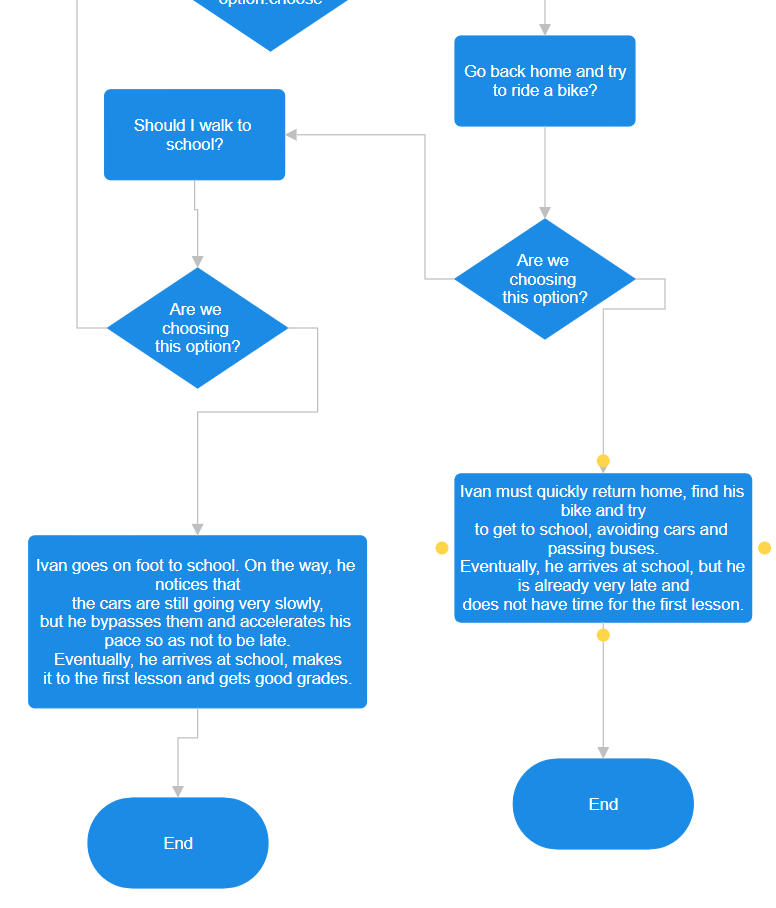 option.choose
Go back home and try
to ride a bike?
Should I walk to
school?
Are we
choosing
this option?
Are we
choosing
this option?
Ivan must quickly return home, find his
bike and try
to get to school, avoiding cars and
passing buses.
Eventually, he arrives at school, but he
is already very late and
does not have time for the first lesson.
Ivan goes on foot to school. On the way, he
notices that
the cars are still going very slowly,
but he bypasses them and accelerates his
pace so as not to be late.
Eventually, he arrives at school, makes
it to the first lesson and gets good grades.
End
End